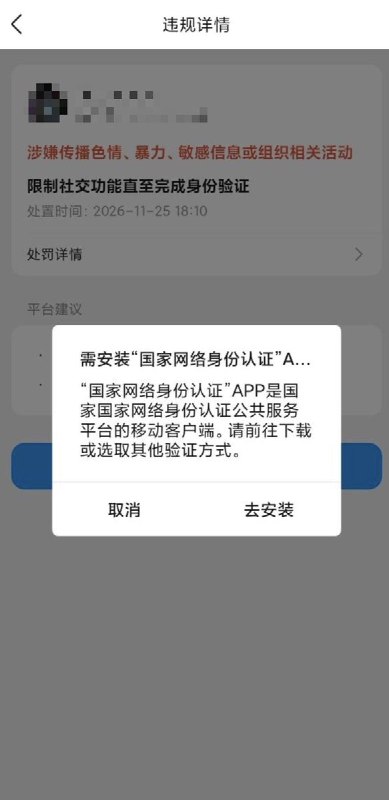 违规详情
涉嫌传播色情、暴力、敏感信息或组织相关活动
限制社交功能直至完成身份验证
处置时间：2026-11-25 18:10
处罚详情
平台建议
需安装“国家网络身份认证”A...
“国家网络身份认证”APP是国
家国家网络身份认证公共服务
平台的移动客户端。请前往下载
或选取其他验证方式。
取消
去安装